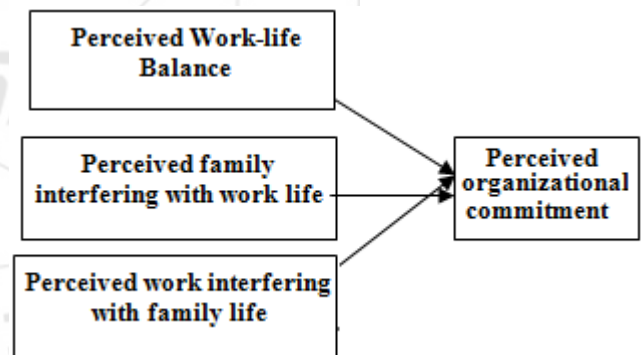 Perceived Work-life
Balance
Perceived family
interfering with work life
Perceived
organizational
commitment
Perceived work interfering
with family life